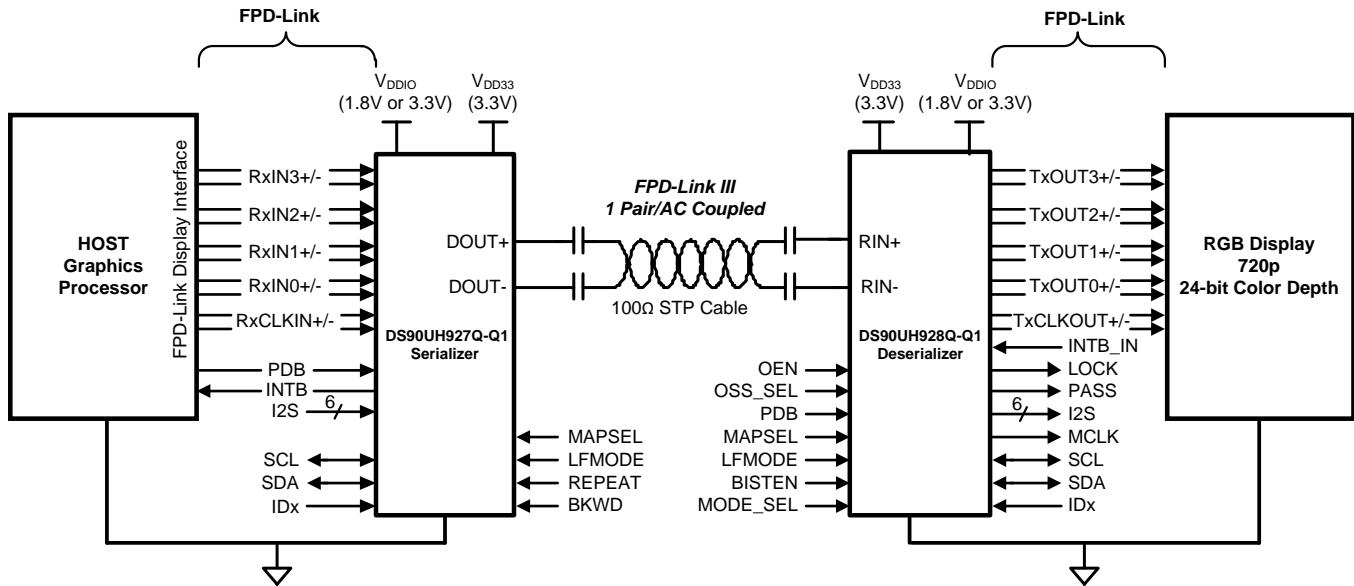 FPD-Link
FPD-Link
VDDIO
(1.8V or 3.3V)
VDD33
(3.3V)
VDD33
(3.3V)
VDDIO
(1.8V or 3.3V)
HOST
Graphics
Processor
FPD-Link Display Interface
RxIN3+/-
RxIN2+/-
RxIN1+/-
RxIN0+/-
RxCLKIN+/-
PDB
INTB
I2S
6
SCL
SDA
IDx
DOUT+
DOUT-
DS90UH927Q-Q1
Serializer
MAPSEL
LFMODE
REPEAT
BKWD
FPD-Link III
1 Pair/AC Coupled
100Ω STP Cable
RIN+
RIN-
DS90UH928Q-Q1
Deserializer
OEN
OSS_SEL
PDB
MAPSEL
LFMODE
BISTEN
MODE_SEL
TxOUT3+/-
TxOUT2+/-
TxOUT1+/-
TxOUT0+/-
TxCLKOUT+/-
INTB_IN
LOCK
PASS
6
I2S
MCLK
SCL
SDA
IDx
RGB Display
720p
24-bit Color Depth